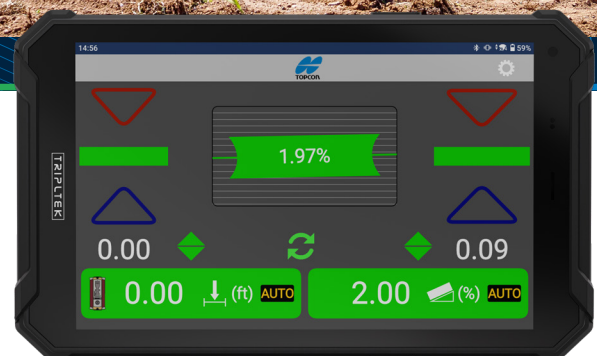 14:56
59%
TOPCON
TRIPLTEK
1.97%
0.00
0.09
0.00 (ft) AUTO
2.00 (%) AUTO